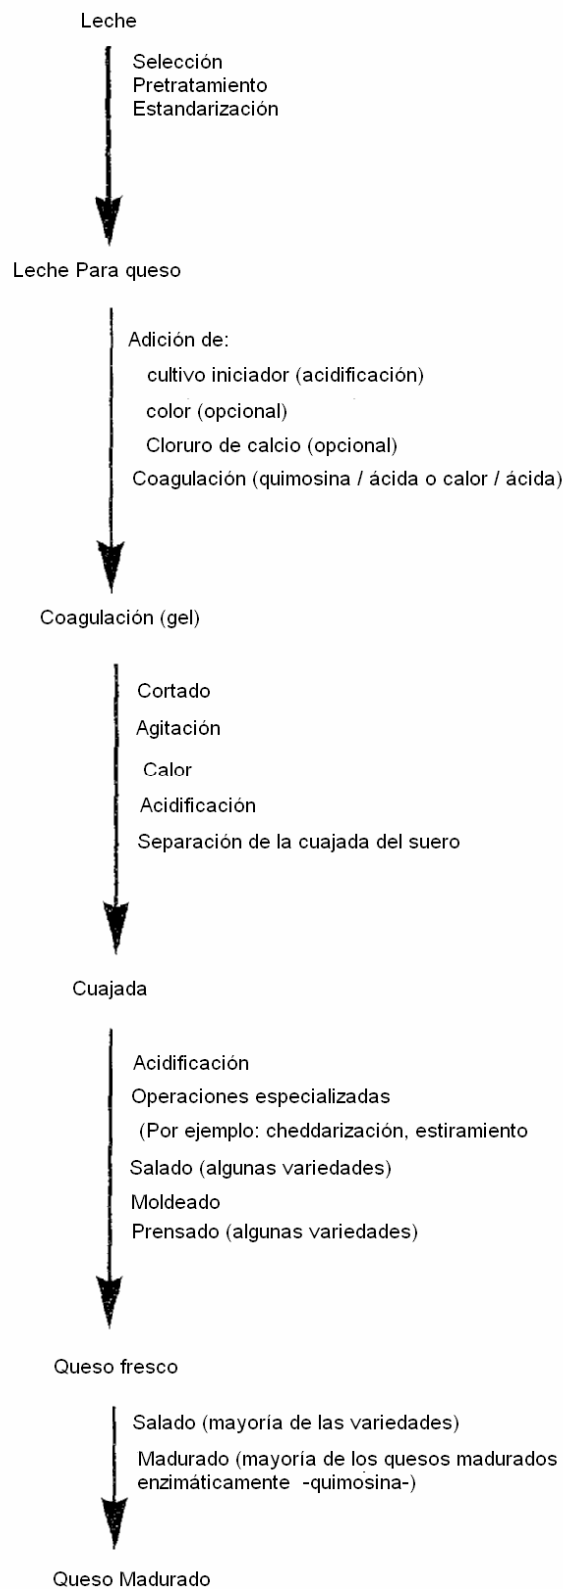 Leche
Selección
Pretratamiento
Estandarización
Leche Para queso
Adición de:
cultivo iniciador (acidificación)
color (opcional)
Cloruro de calcio (opcional)
Coagulación (quimosina / ácida o calor / ácida)
Coagulación (gel)
Cortado
Agitación
Calor
Acidificación
Separación de la cuajada del suero
Cuajada
Acidificación
Operaciones especializadas
(Por ejemplo: cheddarización, estiramiento
Salado (algunas variedades)
Moldeado
Prensado (algunas variedades)
Queso fresco
Salado (mayoría de las variedades)
Madurado (mayoría de los quesos madurados
enzimáticamente -quimosina-)
Queso Madurado